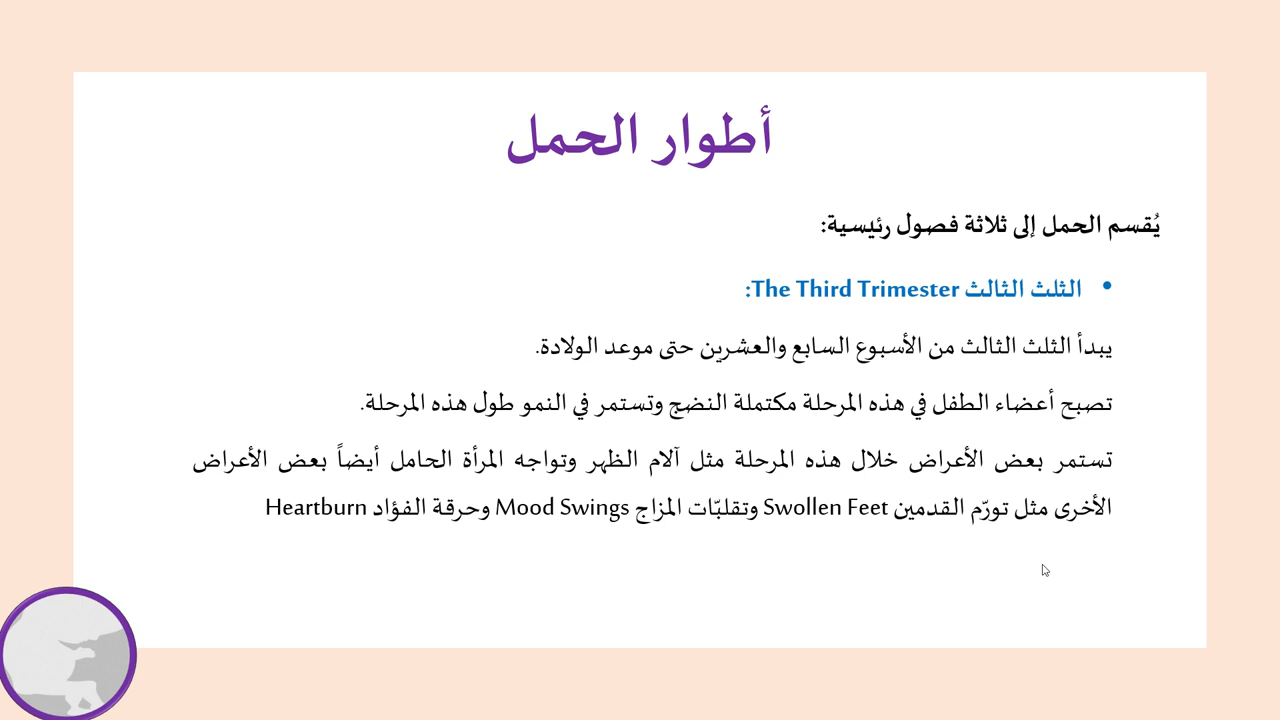 أطوار الحمل
يُقسم الحمل إلى ثلاثة فصول رئيسية:
• الثلث الثالث The Third Trimester:
يبدأ الثلث الثالث من الأسبوع السابع والعشرين حتى موعد الولادة.
تصبح أعضاء الطفل في هذه المرحلة مكتملة النضج وتستمر في النمو طول هذه المرحلة.
تستمر بعض الأعراض خلال هذه المرحلة مثل آلام الظهر وتواجه المرأة الحامل أيضاً بعض الأعراض
الأخرى مثل تورّم القدمين Swollen Feet وتقلبّات المزاج Mood Swings وحرقة الفؤاد Heartburn